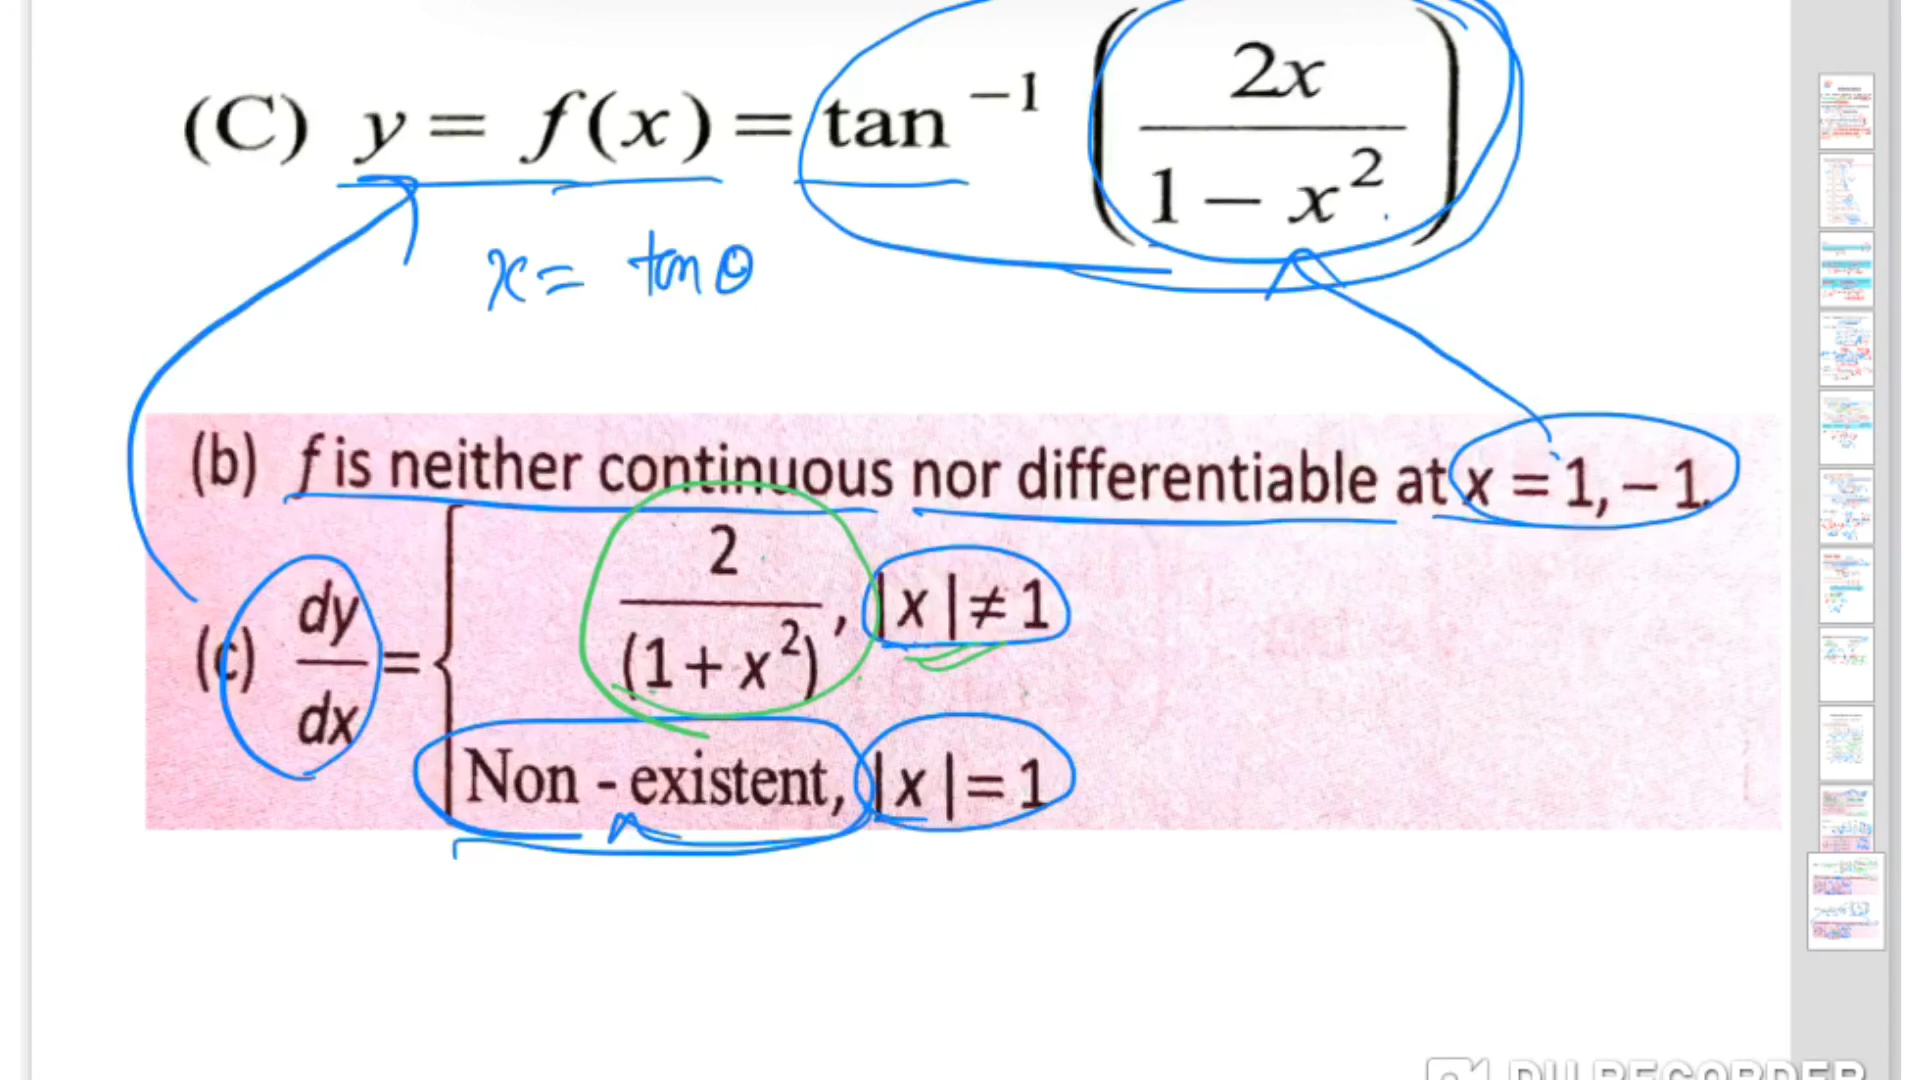 (C) y = f(x) = tan⁻¹ (2x / (1 − x²))
x = tan θ
(b) f is neither continuous nor differentiable at x = 1, −1.
(c) dy/dx = { 2 / (1 + x²), |x| ≠ 1
Non - existent, |x| = 1